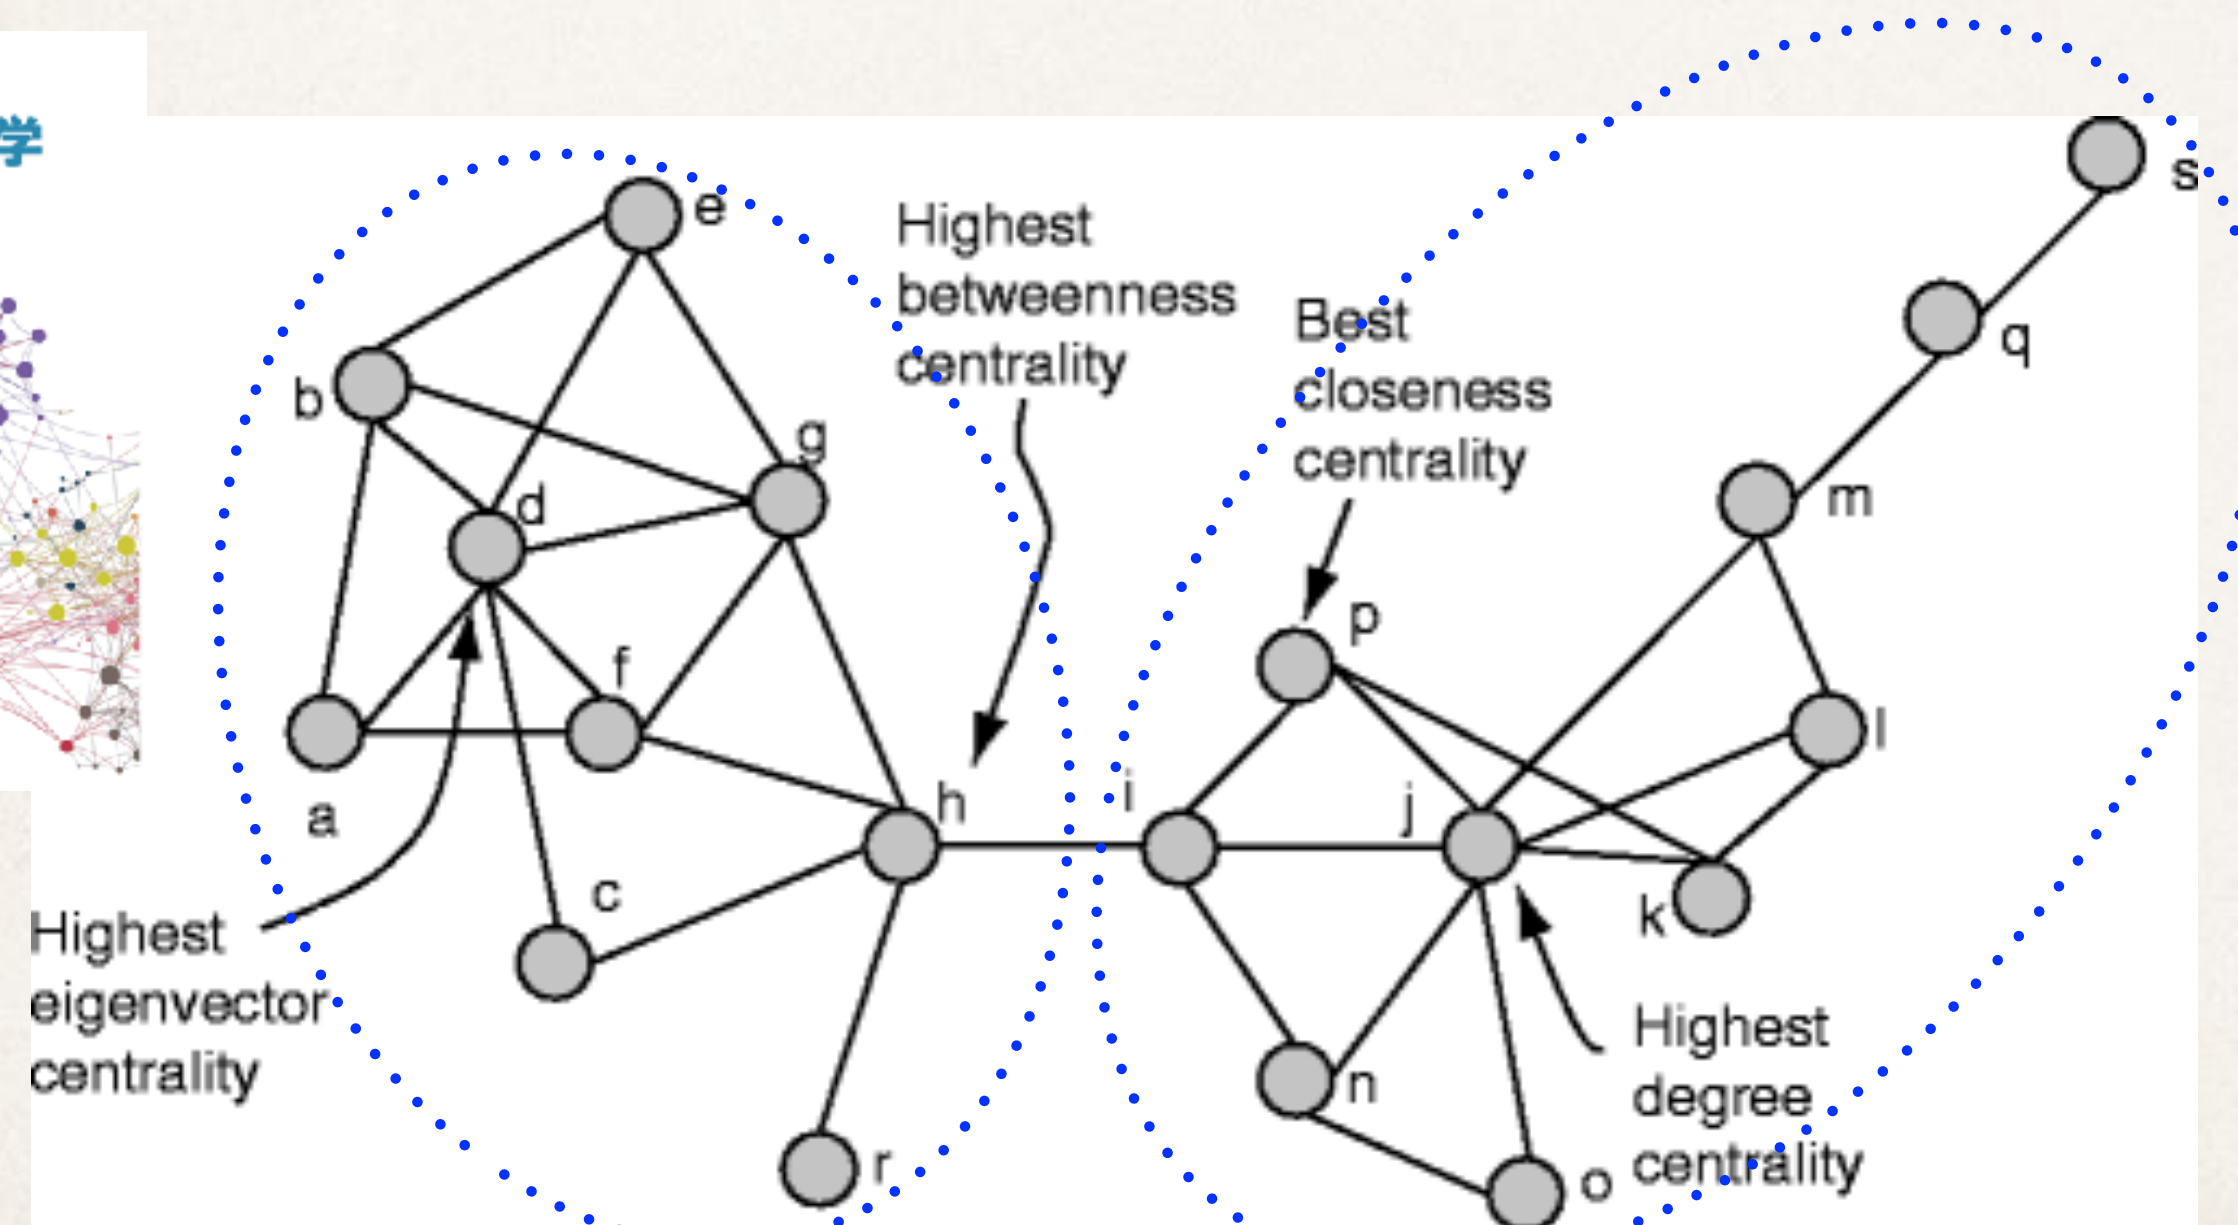 学
s
e
Highest
betweenness
centrality
Best
closeness
centrality
q
b
g
d
m
p
f
l
h
i
j
a
c
k
Highest
eigenvector
centrality
Highest
degree
centrality
n
r
o